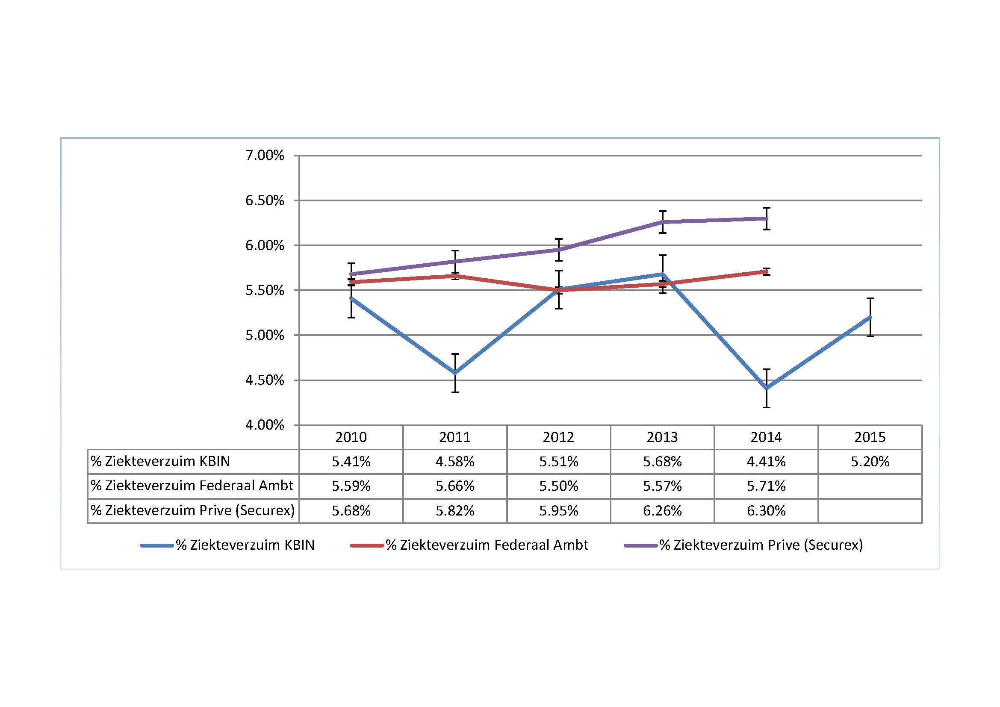 7.00%
6.50%
6.00%
5.50%
5.00%
4.50%
4.00%
2010 2011 2012 2013 2014 2015
% Ziekteverzuim KBIN 5.41% 4.58% 5.51% 5.68% 4.41% 5.20%
% Ziekteverzuim Federaal Ambt 5.59% 5.66% 5.50% 5.57% 5.71%
% Ziekteverzuim Prive (Securex) 5.68% 5.82% 5.95% 6.26% 6.30%
% Ziekteverzuim KBIN % Ziekteverzuim Federaal Ambt % Ziekteverzuim Prive (Securex)